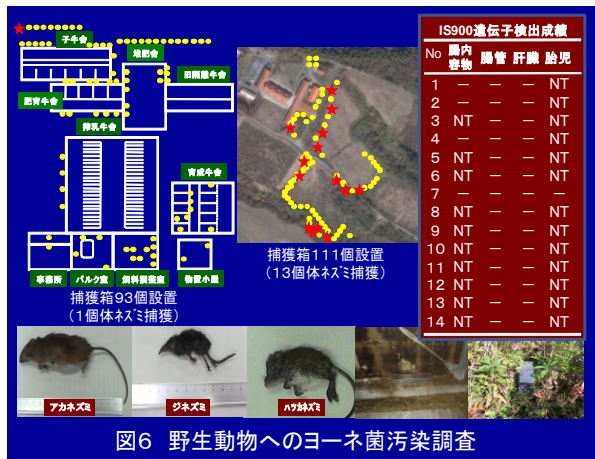 子牛舎
堆肥舎
旧隔離牛舎
肥育牛舎
搾乳牛舎
育成牛舎
事務所
バルク室
飼料調整室
物置小屋
捕獲箱93個設置
(1個体ネズミ捕獲)
捕獲箱111個設置
(13個体ネズミ捕獲)
IS900遺伝子検出成績
No 腸内容物 腸管 肝臓 胎児
1 － － － NT
2 － － － NT
3 NT － － NT
4 － － － NT
5 NT － － NT
6 NT － － NT
7 － － － －
8 NT － － NT
9 NT － － NT
10 NT － － NT
11 NT － － NT
12 NT － － NT
13 NT － － NT
14 NT － － NT
アカネズミ
ジネズミ
ハツカネズミ
図6 野生動物へのヨーネ菌汚染調査